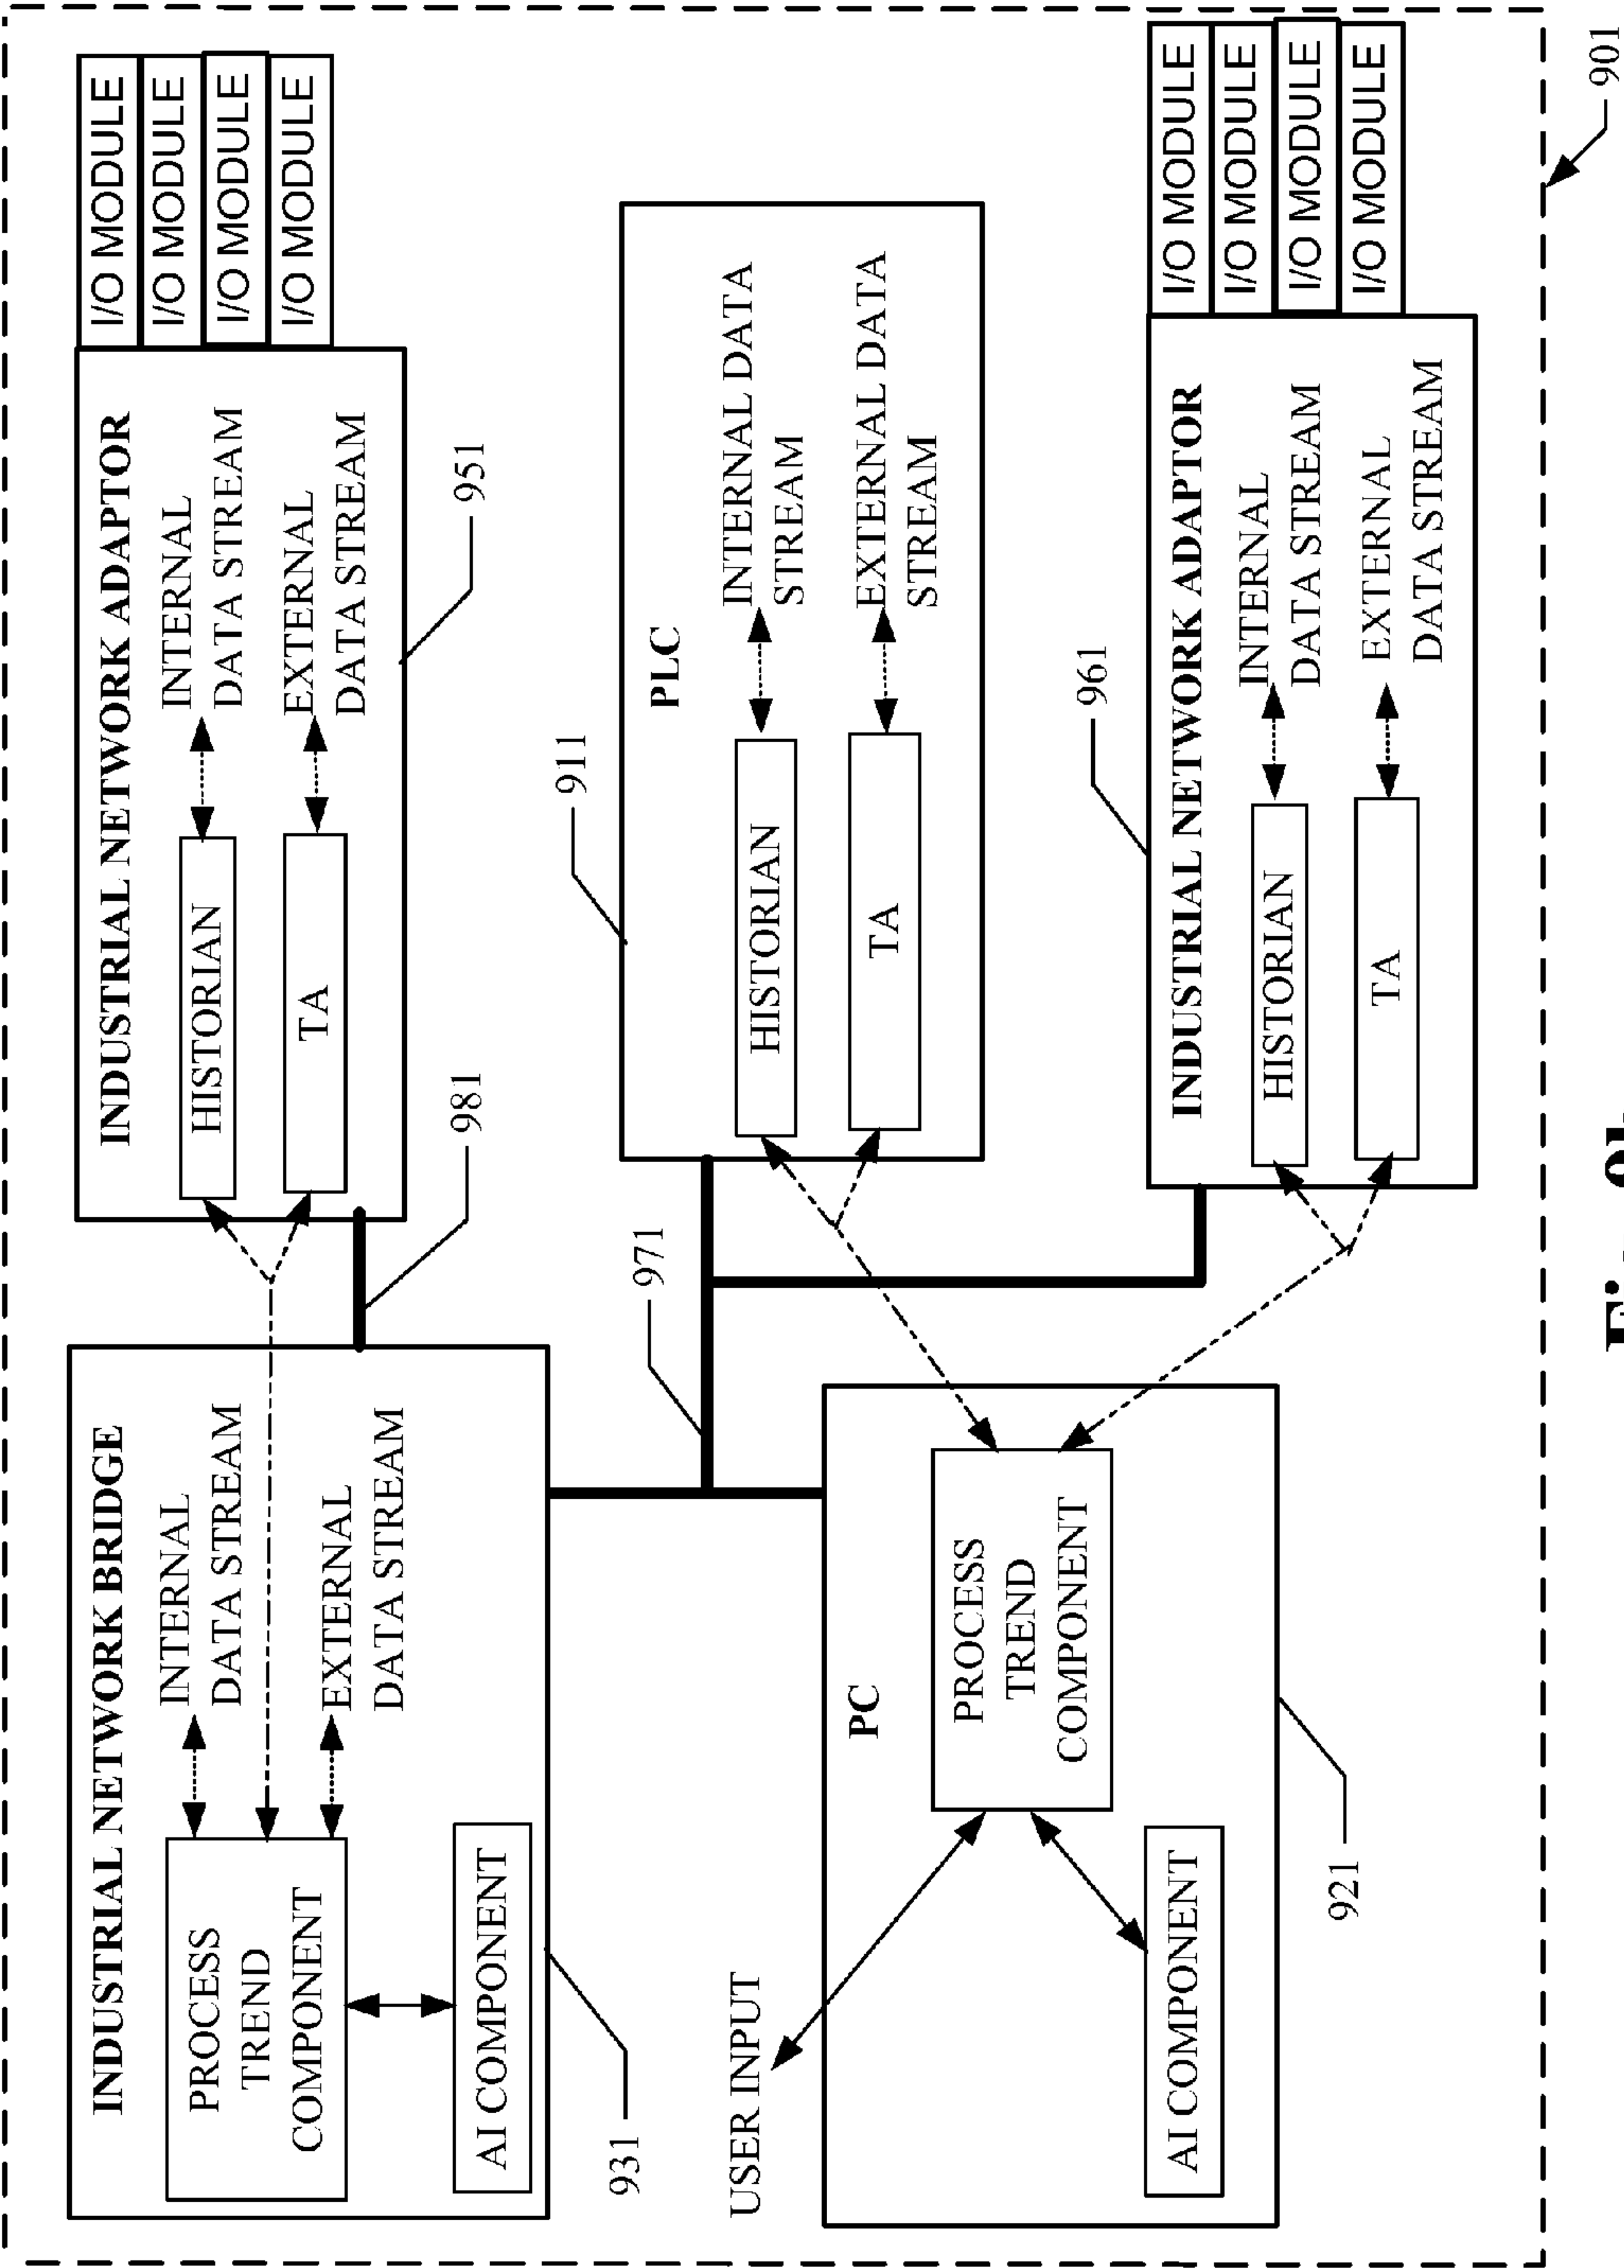 INDUSTRIAL NETWORK BRIDGE
PROCESS
TREND
COMPONENT
INTERNAL
DATA STREAM
EXTERNAL
DATA STREAM
AI COMPONENT
931
981
INDUSTRIAL NETWORK ADAPTOR
HISTORIAN
TA
INTERNAL
DATA STREAM
EXTERNAL
DATA STREAM
951
I/O MODULE
I/O MODULE
I/O MODULE
I/O MODULE
971
911
PLC
HISTORIAN
TA
INTERNAL DATA
STREAM
EXTERNAL DATA
STREAM
USER INPUT
PC
PROCESS
TREND
COMPONENT
AI COMPONENT
921
961
INDUSTRIAL NETWORK ADAPTOR
HISTORIAN
TA
INTERNAL
DATA STREAM
EXTERNAL
DATA STREAM
I/O MODULE
I/O MODULE
I/O MODULE
I/O MODULE
901